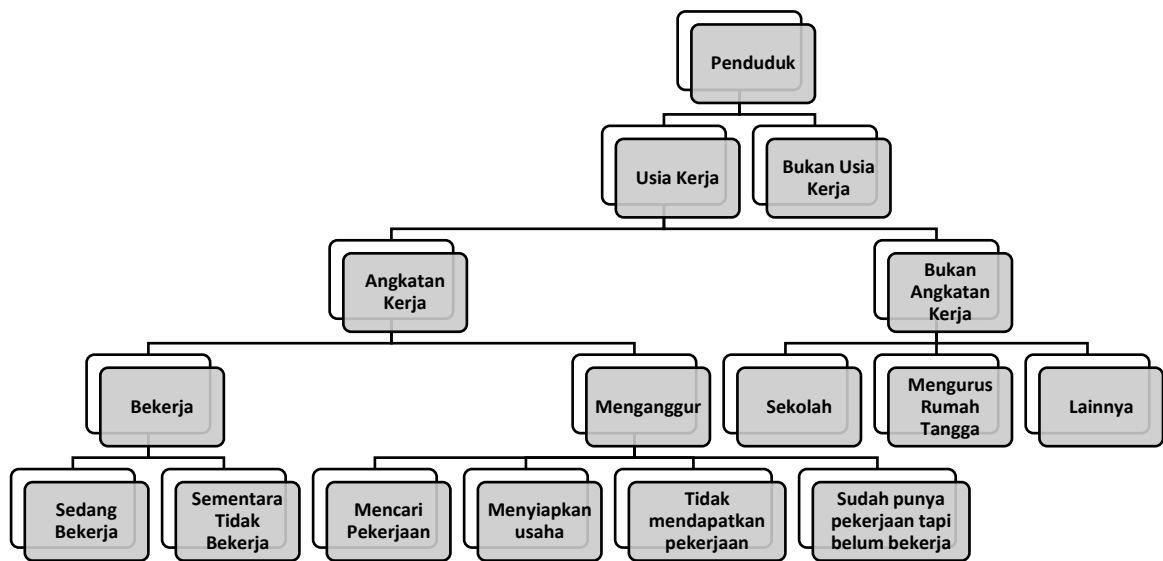 Penduduk
Usia Kerja
Bukan Usia
Kerja
Angkatan
Kerja
Bukan
Angkatan
Kerja
Bekerja
Menganggur
Sekolah
Mengurus
Rumah
Tangga
Lainnya
Sedang
Bekerja
Sementara
Tidak
Bekerja
Mencari
Pekerjaan
Menyiapkan
usaha
Tidak
mendapatkan
pekerjaan
Sudah punya
pekerjaan tapi
belum bekerja